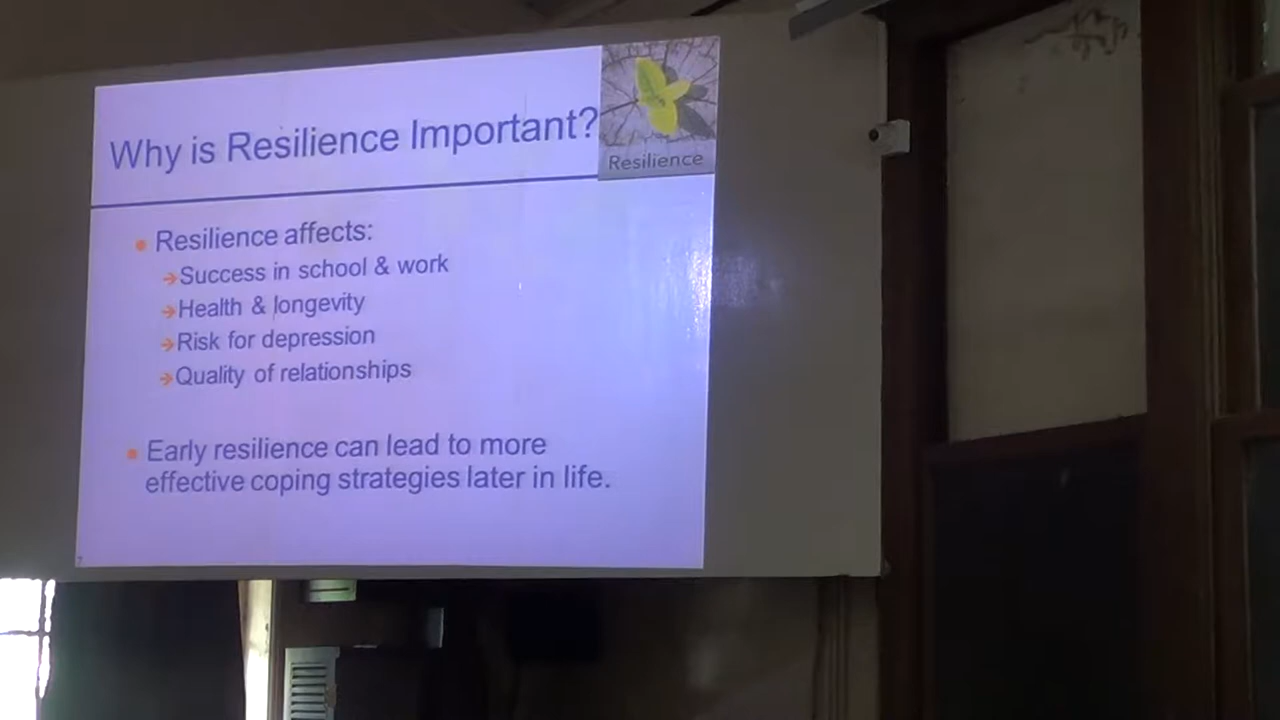 Why is Resilience Important?
Resilience
Resilience affects:
Success in school & work
Health & longevity
Risk for depression
Quality of relationships
Early resilience can lead to more
effective coping strategies later in life.
7